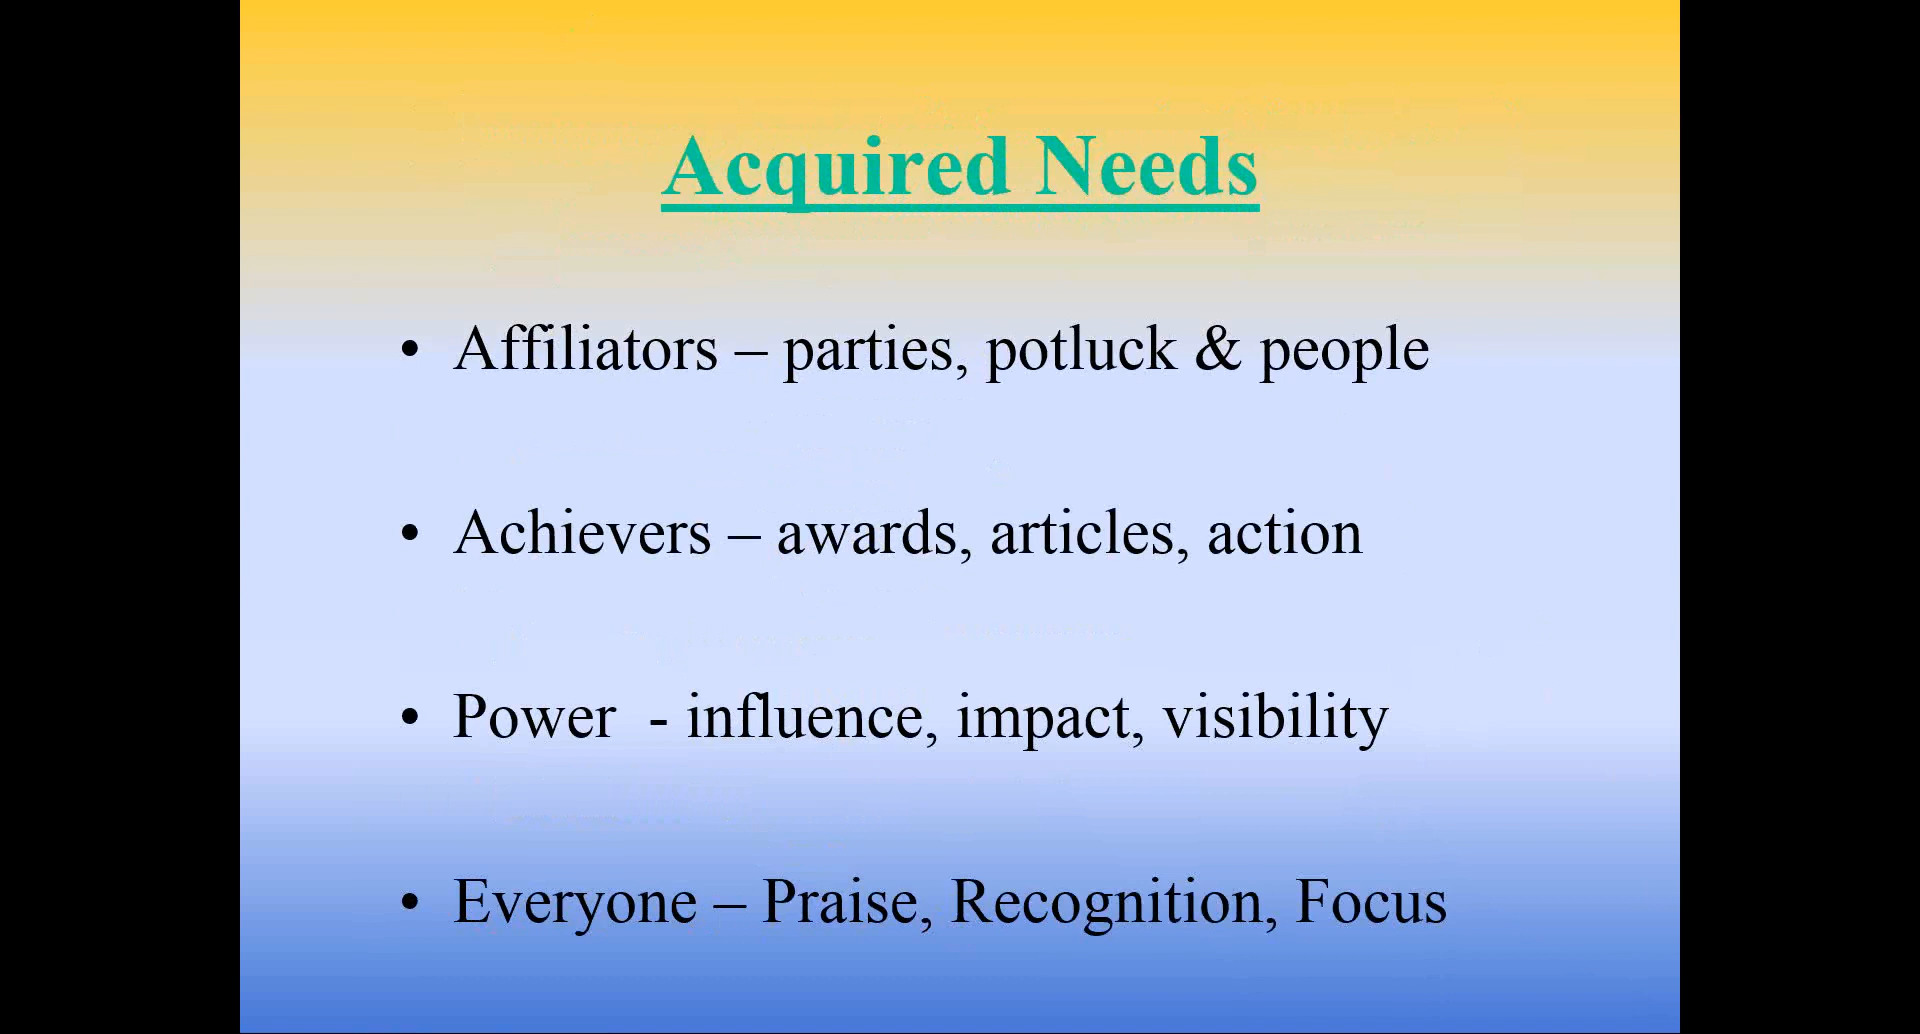 Acquired Needs
• Affiliators – parties, potluck & people
• Achievers – awards, articles, action
• Power  - influence, impact, visibility
• Everyone – Praise, Recognition, Focus